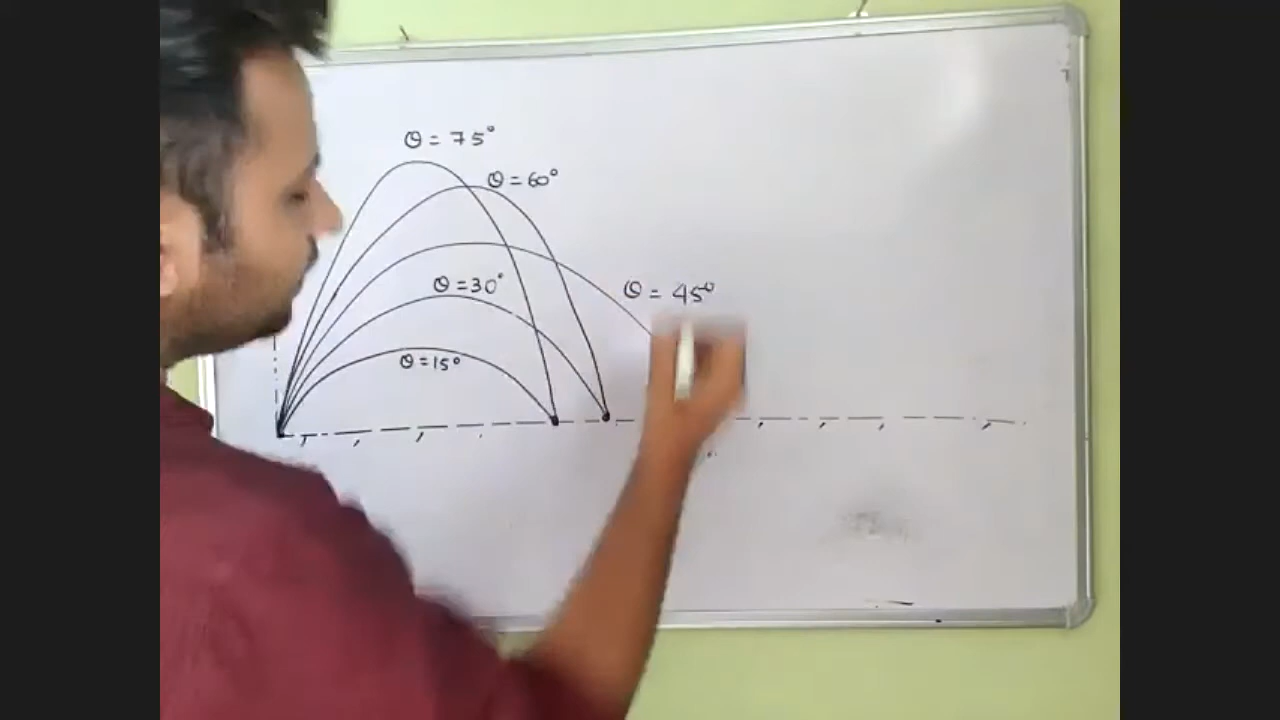 θ = 75°
θ = 60°
θ = 45°
θ = 30°
θ = 15°